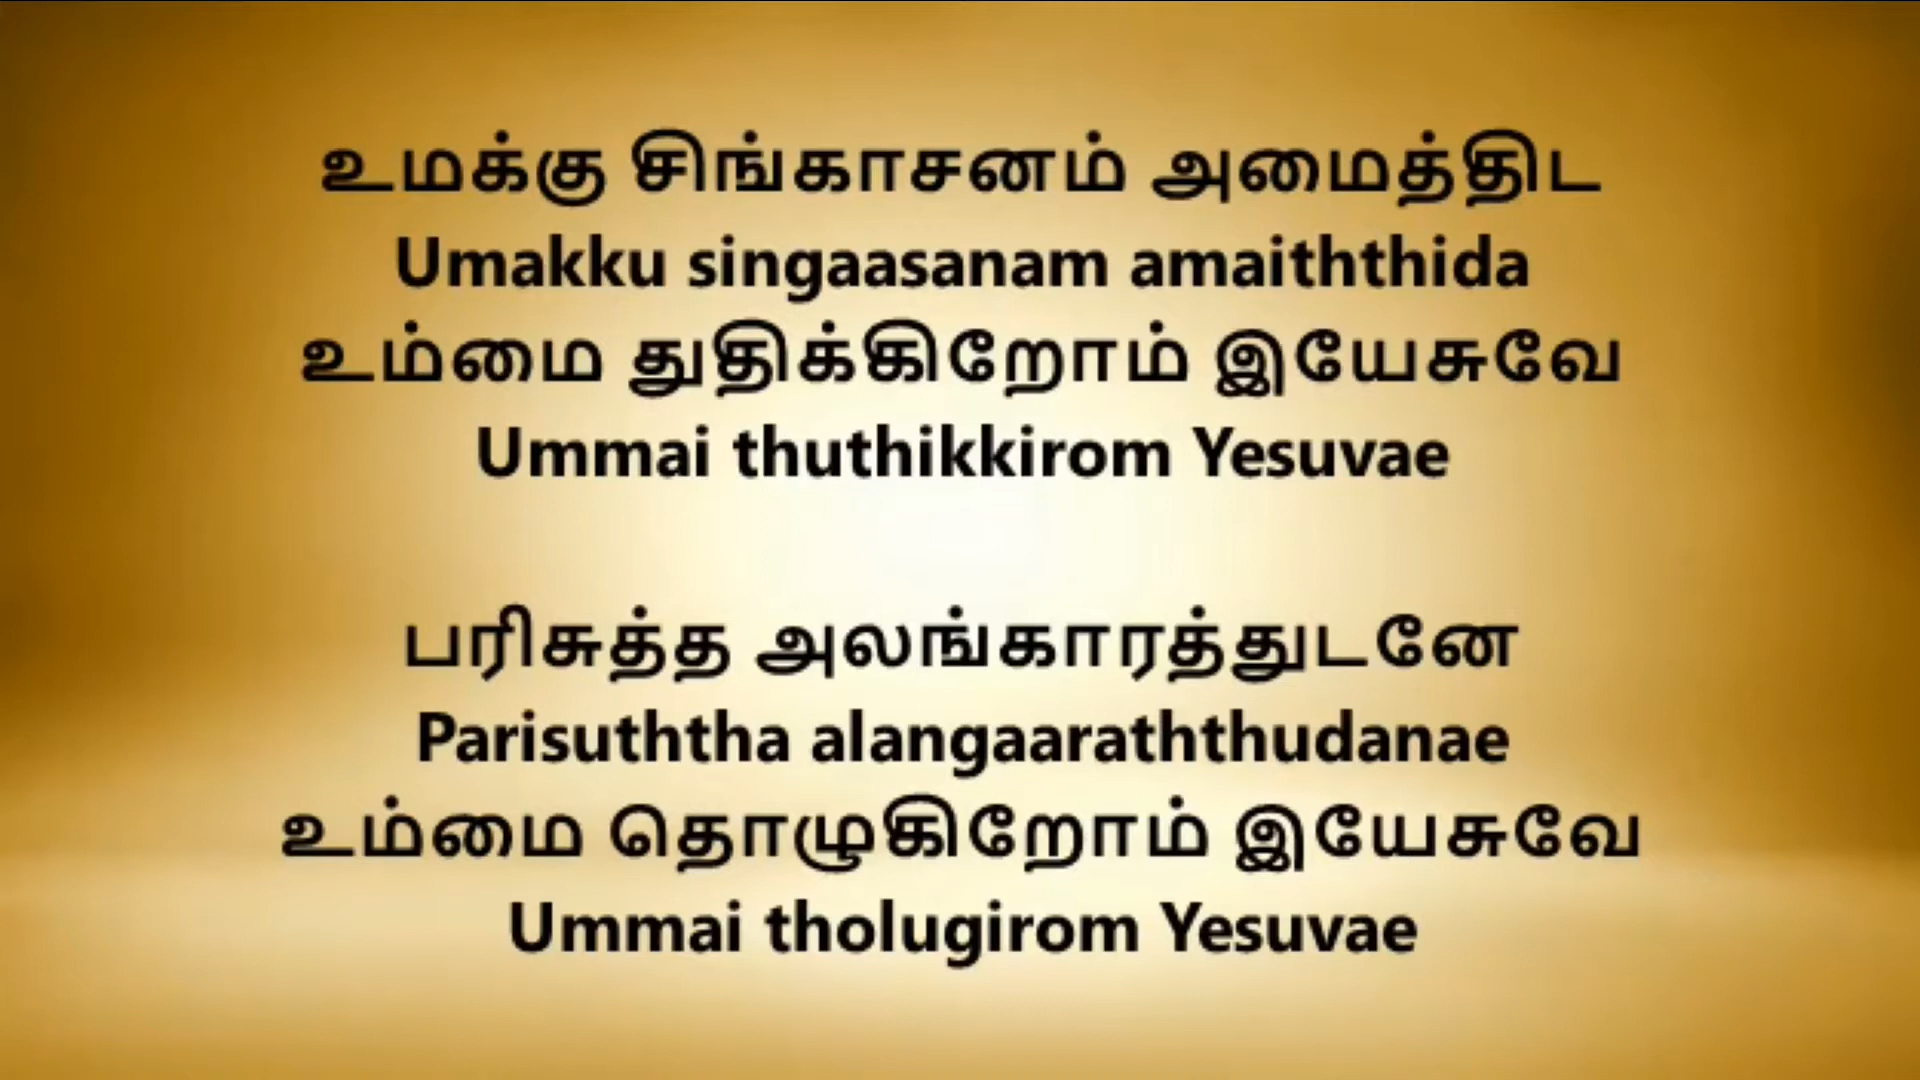 உமக்கு சிங்காசனம் அமைத்திட
Umakku singaasanam amaiththida
உம்மை துதிக்கிறோம் இயேசுவே
Ummai thuthikkirom Yesuvae
பரிசுத்த அலங்காரத்துடனே
Parisuththa alangaaraththudanae
உம்மை தொழுகிறோம் இயேசுவே
Ummai tholugirom Yesuvae